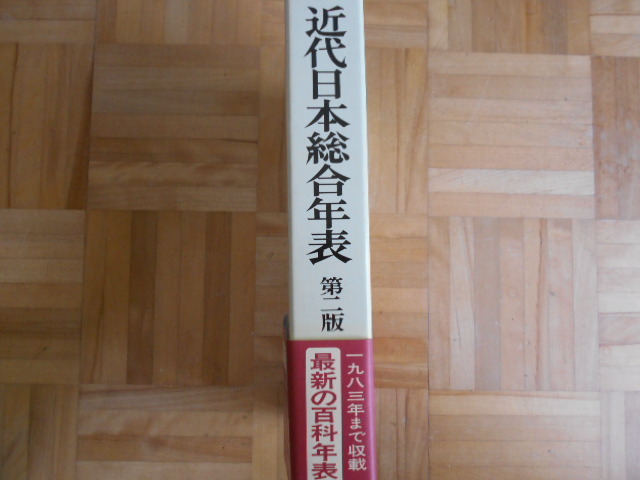 近代日本総合年表
第二版
一九八三年まで収載
最新の百科年表